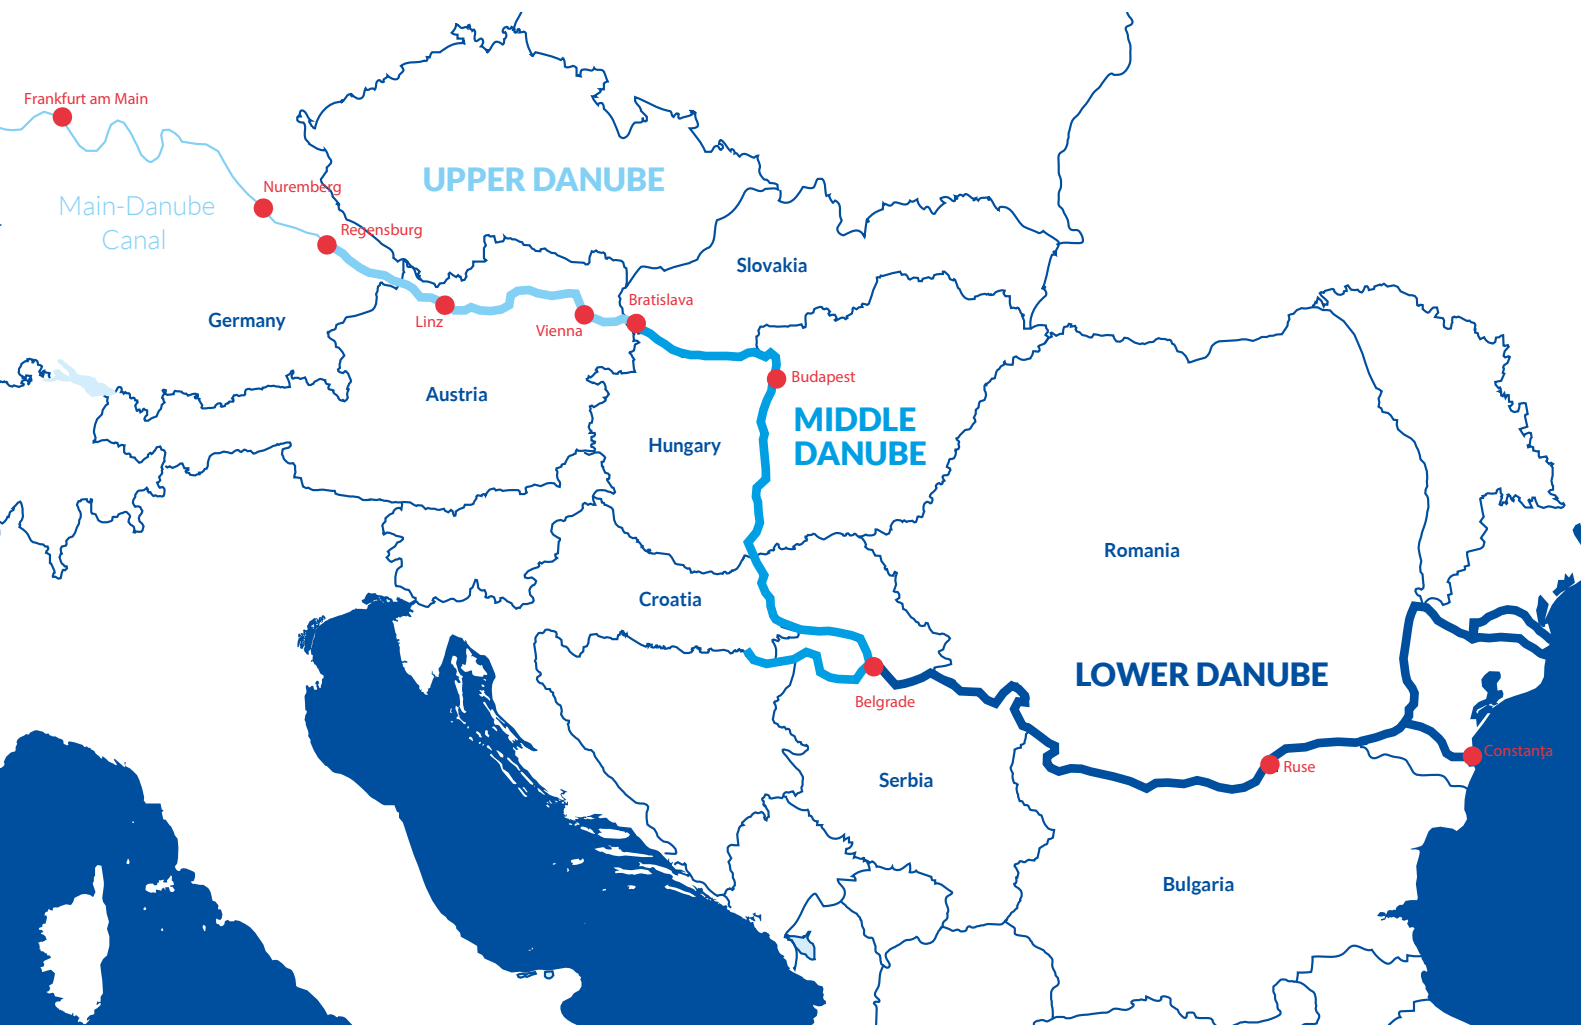 Frankfurt am Main
UPPER DANUBE
Nuremberg
Main-Danube
Canal
Regensburg
Slovakia
Bratislava
Germany
Linz
Vienna
Budapest
Austria
MIDDLE
DANUBE
Hungary
Romania
Croatia
LOWER DANUBE
Belgrade
Constanţa
Ruse
Serbia
Bulgaria